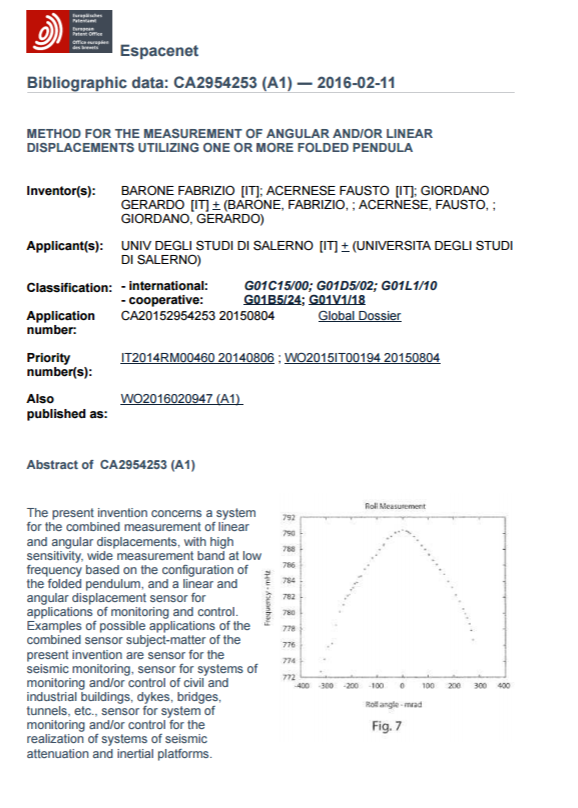 Europäisches
Patentamt
European
Patent Office
Office européen
des brevets
Espacenet
Bibliographic data: CA2954253 (A1) — 2016-02-11
METHOD FOR THE MEASUREMENT OF ANGULAR AND/OR LINEAR
DISPLACEMENTS UTILIZING ONE OR MORE FOLDED PENDULA
Inventor(s): BARONE FABRIZIO [IT]; ACERNESE FAUSTO [IT]; GIORDANO
GERARDO [IT] + (BARONE, FABRIZIO, ; ACERNESE, FAUSTO, ;
GIORDANO, GERARDO)
Applicant(s): UNIV DEGLI STUDI DI SALERNO [IT] + (UNIVERSITA DEGLI STUDI
DI SALERNO)
Classification: - international: G01C15/00; G01D5/02; G01L1/10
- cooperative: G01B5/24; G01V1/18
Application CA20152954253 20150804 Global Dossier
number:
Priority IT2014RM00460 20140806 ; WO2015IT00194 20150804
number(s):
Also WO2016020947 (A1)
published as:
Abstract of CA2954253 (A1)
The present invention concerns a system
for the combined measurement of linear
and angular displacements, with high
sensitivity, wide measurement band at low
frequency based on the configuration of
the folded pendulum, and a linear and
angular displacement sensor for
applications of monitoring and control.
Examples of possible applications of the
combined sensor subject-matter of the
present invention are sensor for the
seismic monitoring, sensor for systems of
monitoring and/or control of civil and
industrial buildings, dykes, bridges,
tunnels, etc., sensor for system of
monitoring and/or control for the
realization of systems of seismic
attenuation and inertial platforms.
Roll Measurement
792
790
788
786
784
782
780
778
776
774
772
Frequency - mHz
-400 -300 -200 -100 0 100 200 300 400
Roll angle - mrad
Fig. 7